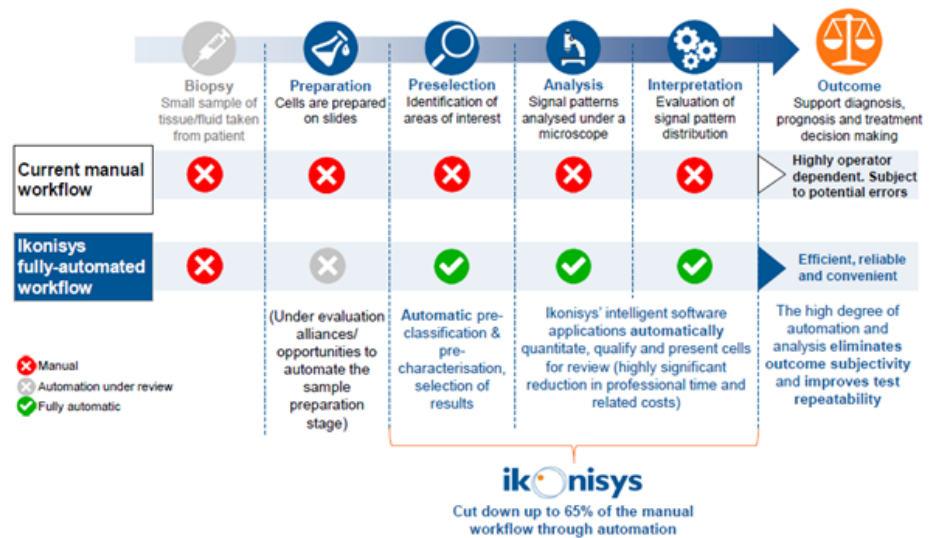 Biopsy
Small sample of
tissue/fluid taken
from patient
Preparation
Cells are prepared
on slides
Preselection
Identification of
areas of interest
Analysis
Signal patterns
analysed under a
microscope
Interpretation
Evaluation of
signal pattern
distribution
Outcome
Support diagnosis,
prognosis and treatment
decision making
Current manual
workflow
Highly operator
dependent. Subject
to potential errors
Ikonisys
fully-automated
workflow
Efficient, reliable
and convenient
(Under evaluation
alliances/
opportunities to
automate the
sample
preparation
stage)
Automatic pre-
classification &
pre-
characterisation,
selection of
results
Ikonisys' intelligent software
applications automatically
quantitate, qualify and present cells
for review (highly significant
reduction in professional time and
related costs)
The high degree of
automation and
analysis eliminates
outcome subjectivity
and improves test
repeatability
Manual
Automation under review
Fully automatic
ikonisys
Cut down up to 65% of the manual
workflow through automation